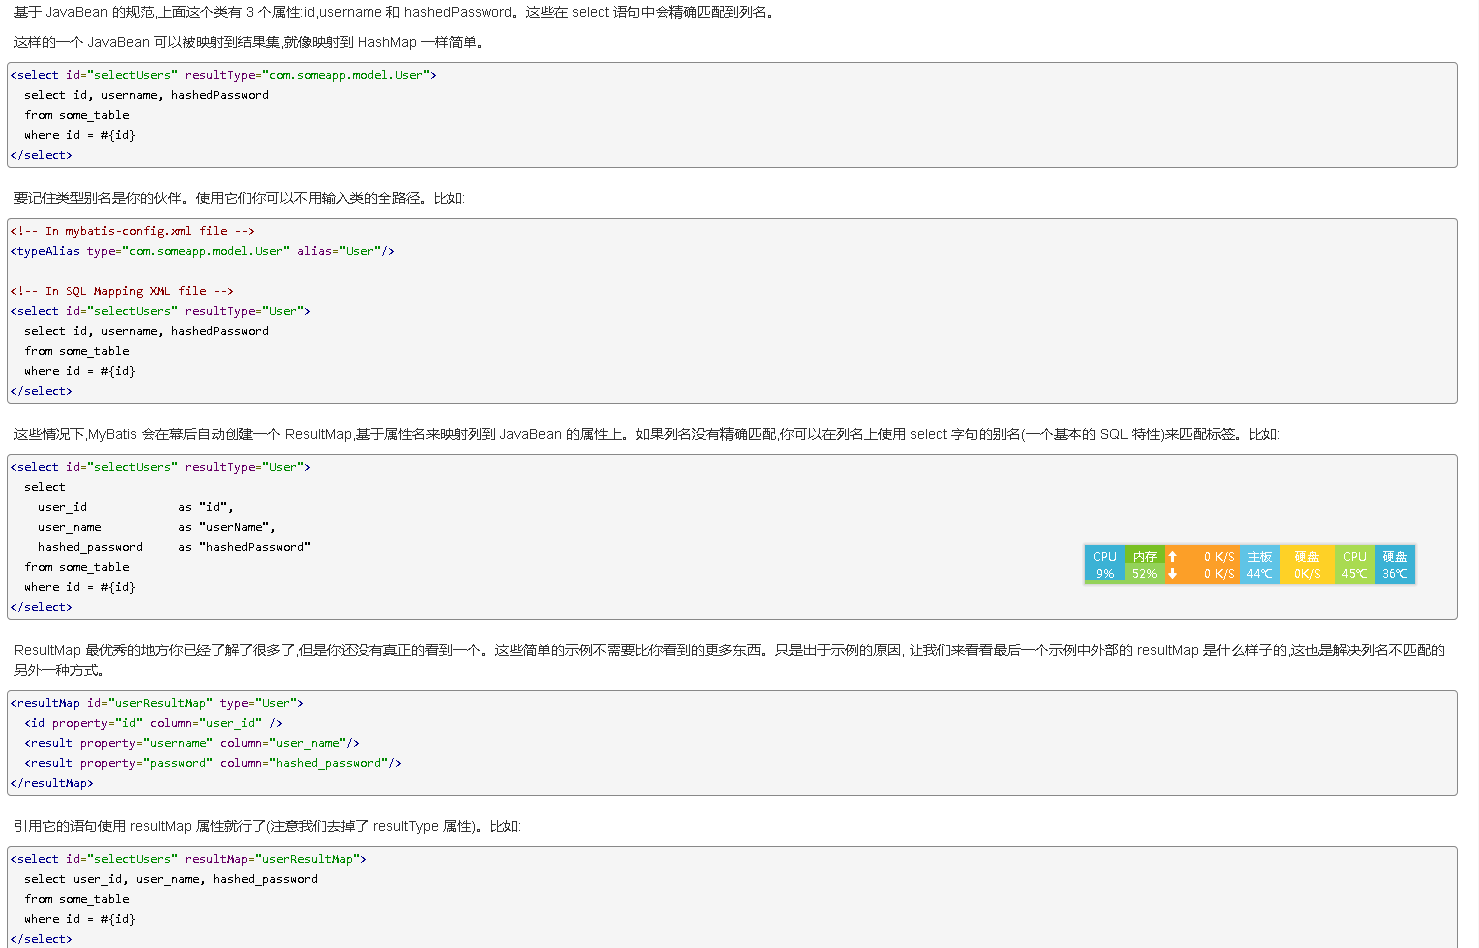 基于 JavaBean 的规范,上面这个类有 3 个属性:id,username 和 hashedPassword。这些在 select 语句中会精确匹配到列名。
这样的一个 JavaBean 可以被映射到结果集,就像映射到 HashMap 一样简单。
<select id="selectUsers" resultType="com.someapp.model.User">
  select id, username, hashedPassword
  from some_table
  where id = #{id}
</select>
要记住类型别名是你的伙伴。使用它们你可以不用输入类的全路径。比如:
<!-- In mybatis-config.xml file -->
<typeAlias type="com.someapp.model.User" alias="User"/>
<!-- In SQL Mapping XML file -->
<select id="selectUsers" resultType="User">
  select id, username, hashedPassword
  from some_table
  where id = #{id}
</select>
这些情况下,MyBatis 会在幕后自动创建一个 ResultMap,基于属性名来映射列到 JavaBean 的属性上。如果列名没有精确匹配,你可以在列名上使用 select 字句的别名(一个基本的 SQL 特性)来匹配标签。比如:
<select id="selectUsers" resultType="User">
  select
    user_id             as "id",
    user_name           as "userName",
    hashed_password     as "hashedPassword"
  from some_table
  where id = #{id}
</select>
CPU 内存 ↑ 0 K/S 主板 硬盘 CPU 硬盘
9% 52% ↓ 0 K/S 44℃ 0K/S 45℃ 36℃
ResultMap 最优秀的地方你已经了解了很多了,但是你还没有真正的看到一个。这些简单的示例不需要比你看到的更多东西。只是出于示例的原因, 让我们来看看最后一个示例中外部的 resultMap 是什么样子的,这也是解决列名不匹配的
另外一种方式。
<resultMap id="userResultMap" type="User">
  <id property="id" column="user_id" />
  <result property="username" column="user_name"/>
  <result property="password" column="hashed_password"/>
</resultMap>
引用它的语句使用 resultMap 属性就行了(注意我们去掉了 resultType 属性)。比如:
<select id="selectUsers" resultMap="userResultMap">
  select user_id, user_name, hashed_password
  from some_table
  where id = #{id}
</select>